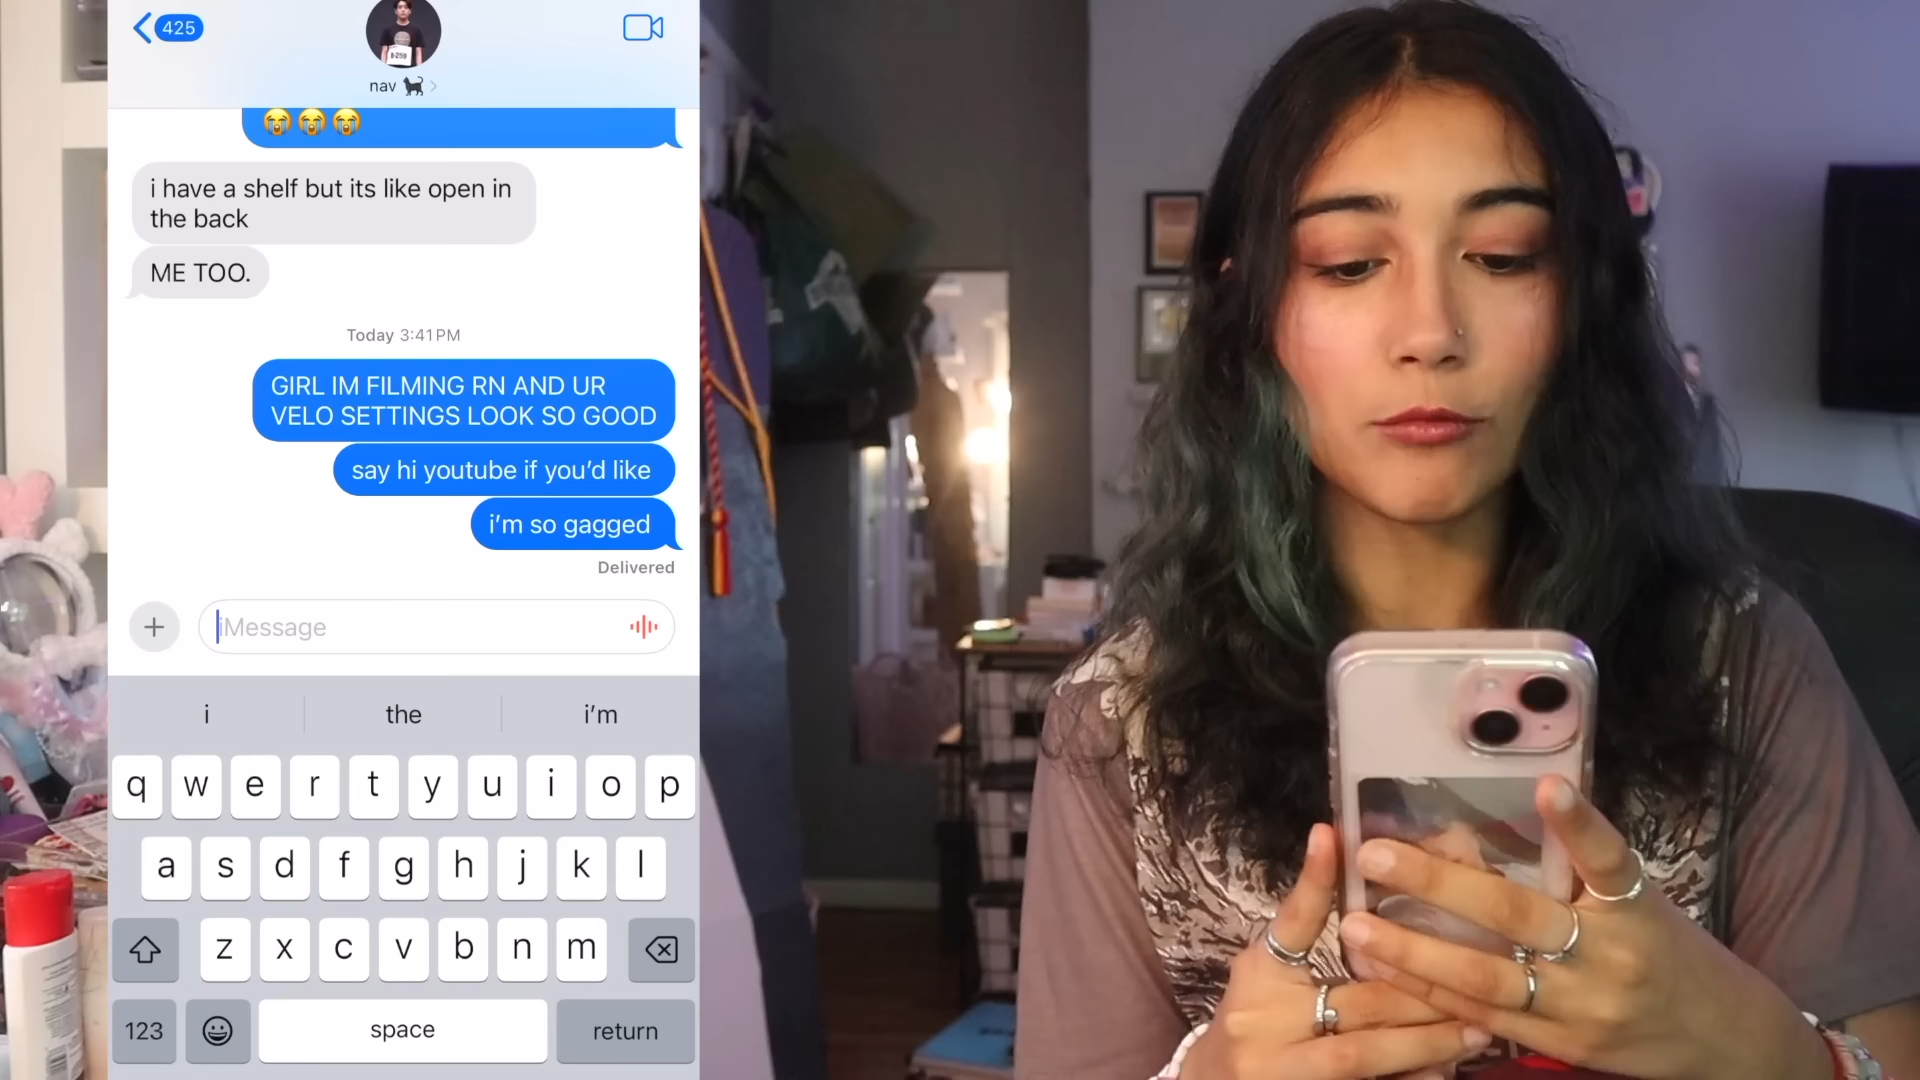 425
nav
i have a shelf but its like open in
the back
ME TOO.
Today 3:41 PM
GIRL IM FILMING RN AND UR
VELO SETTINGS LOOK SO GOOD
say hi youtube if you’d like
i’m so gagged
Delivered
iMessage
i the i’m
q w e r t y u i o p
a s d f g h j k l
z x c v b n m
123 space return